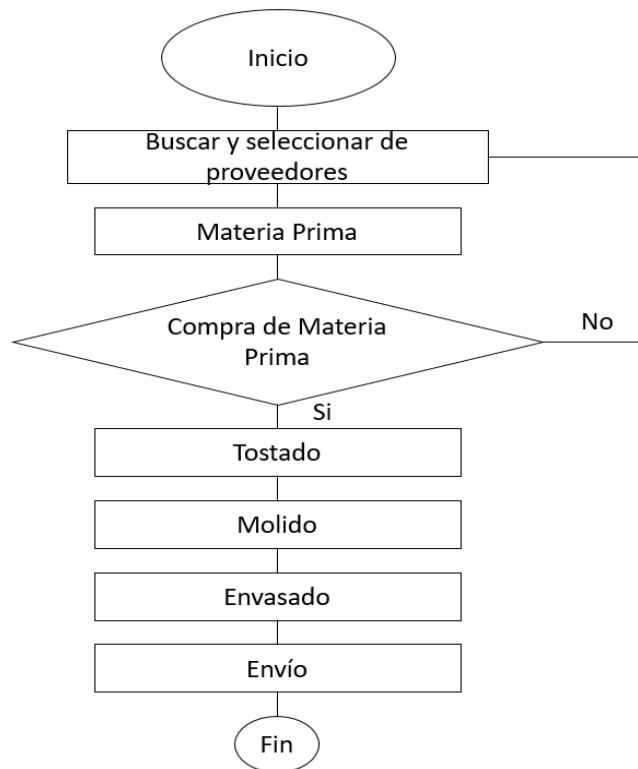 Inicio
Buscar y seleccionar de
proveedores
Materia Prima
Compra de Materia
Prima
No
Si
Tostado
Molido
Envasado
Envío
Fin